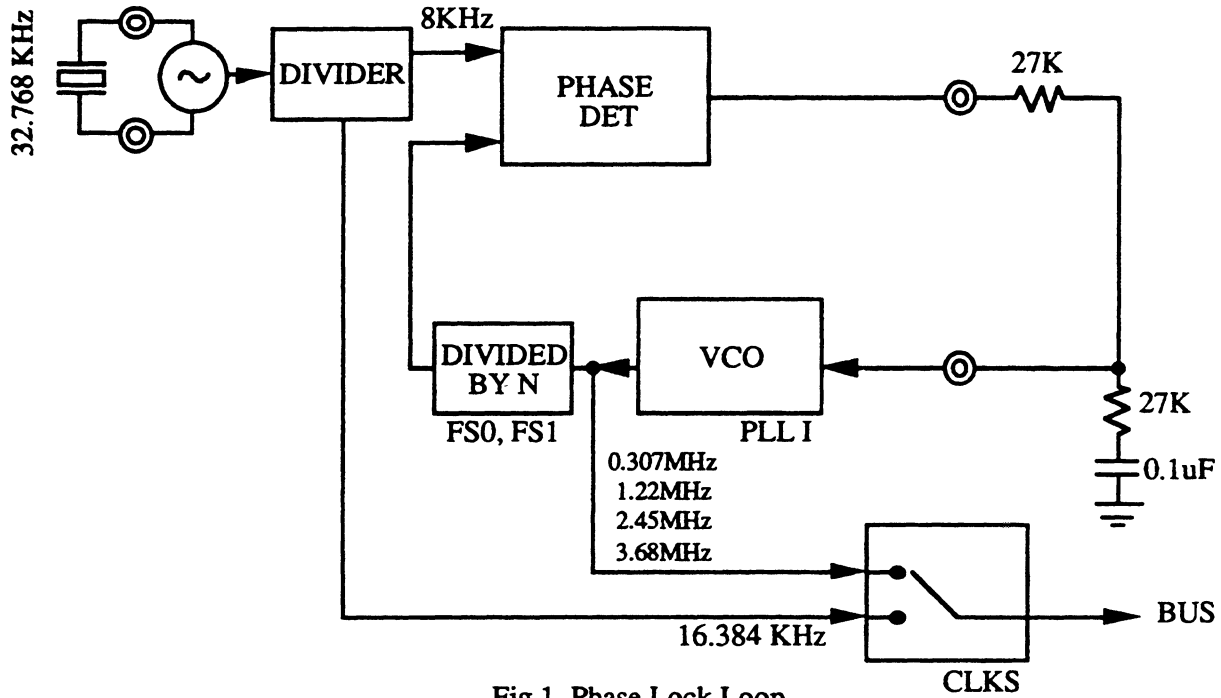 32.768 KHz
~
DIVIDER
8KHz
PHASE
DET
27K
DIVIDED
BY N
FS0, FS1
VCO
PLL I
27K
0.1uF
0.307MHz
1.22MHz
2.45MHz
3.68MHz
16.384 KHz
BUS
CLKS
Fig 1. Phase Lock Loop